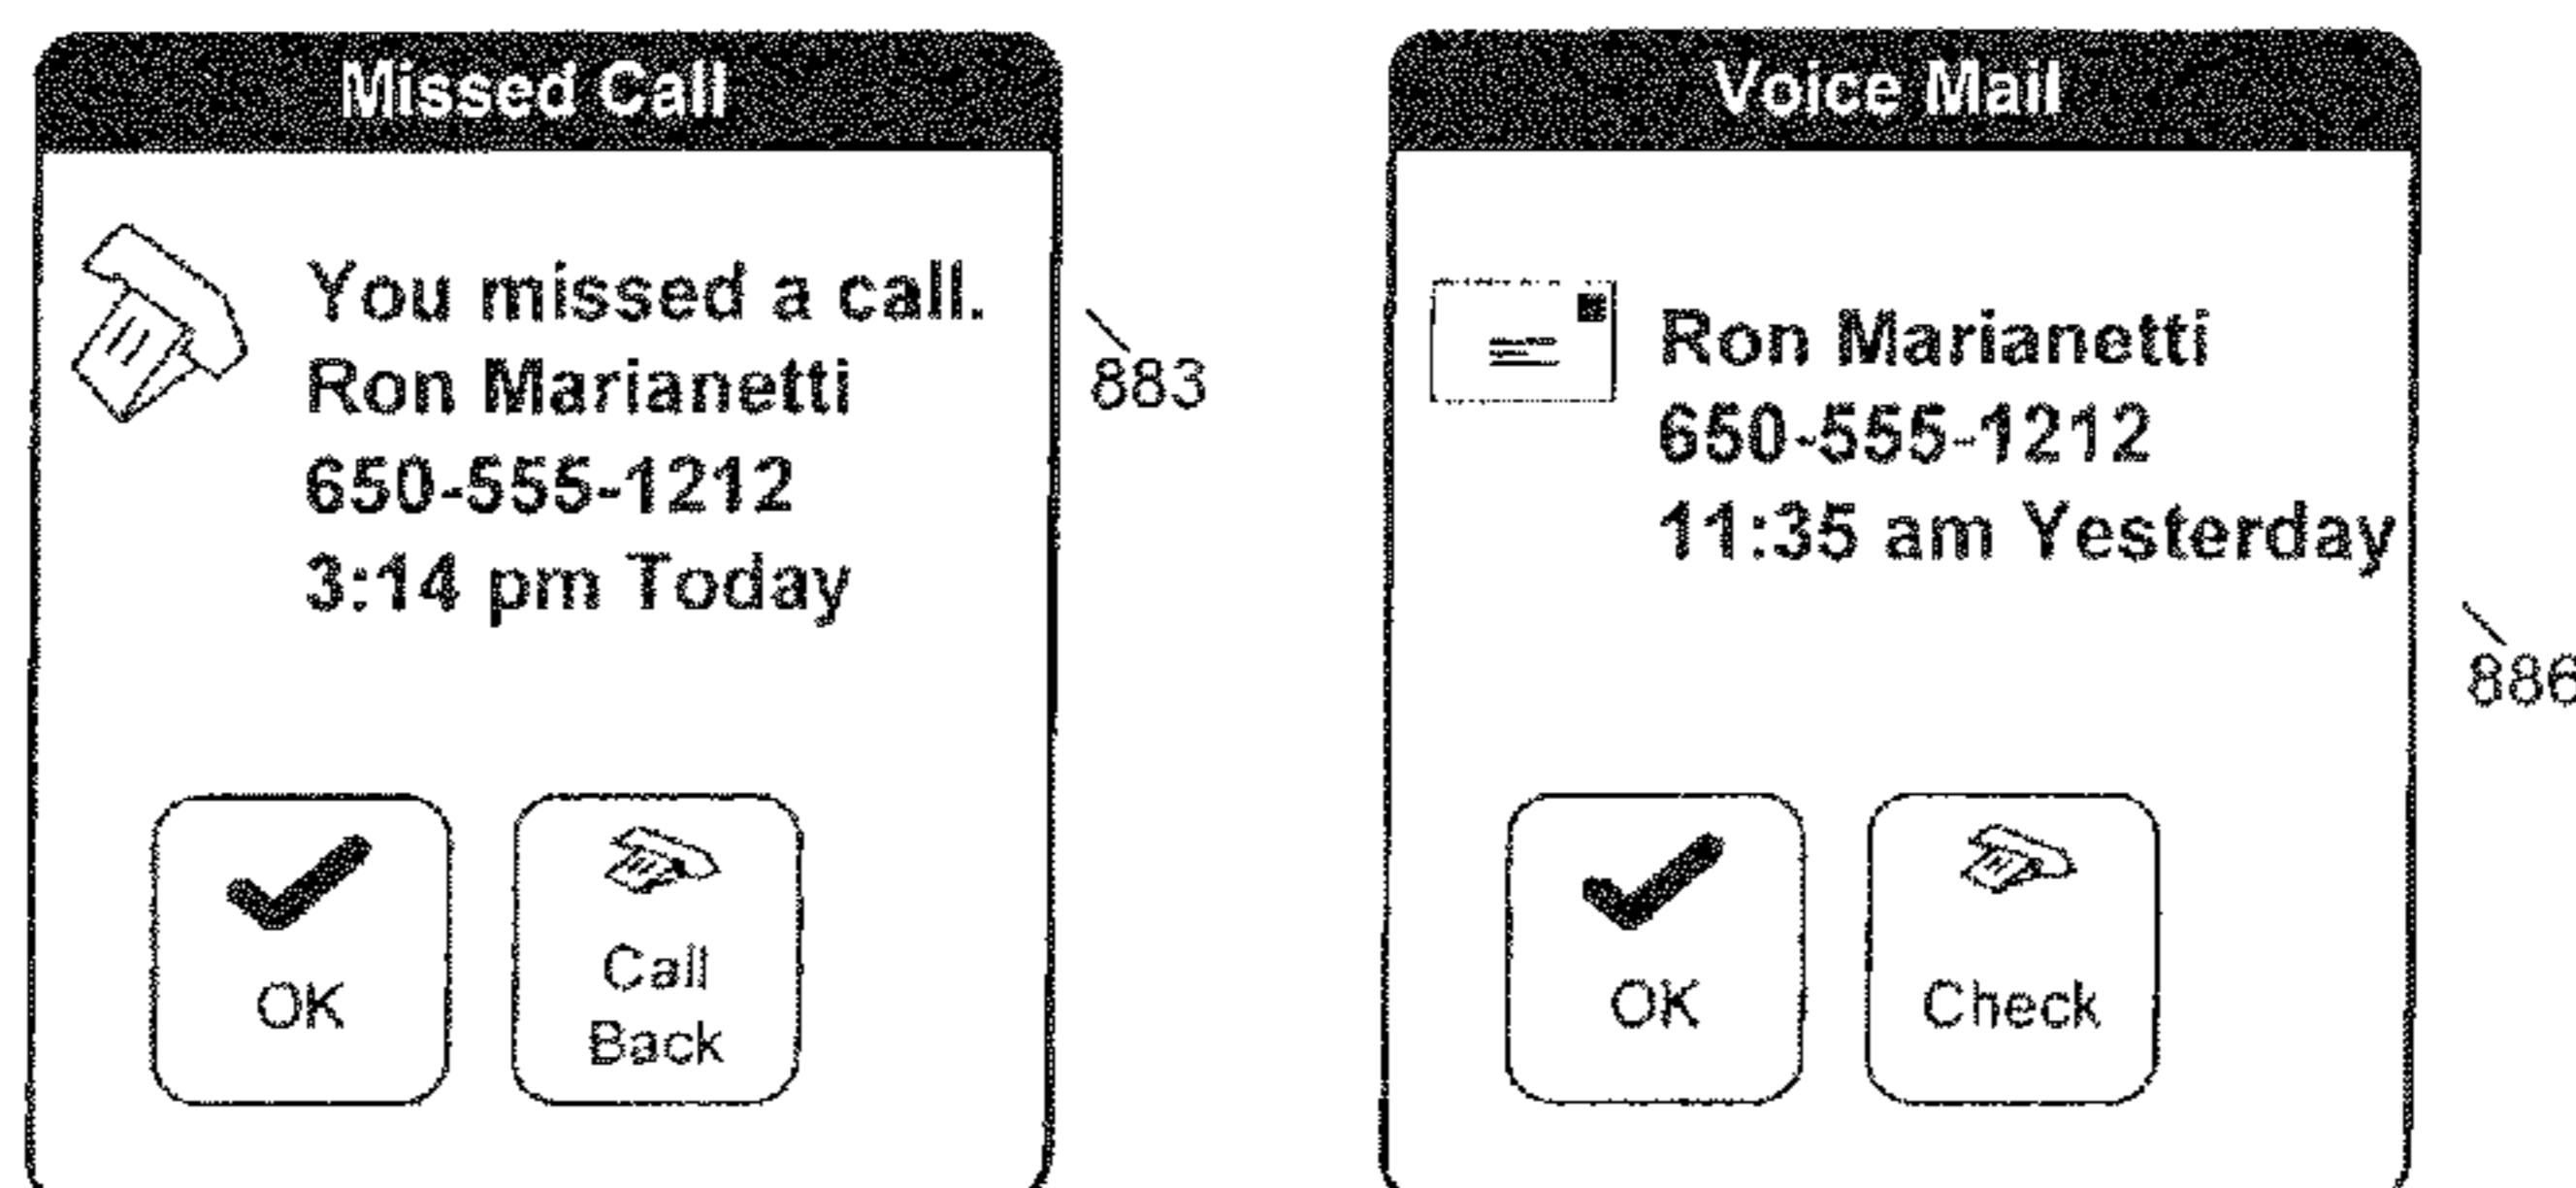 Missed Call
You missed a call.
Ron Marianetti
650-555-1212
3:14 pm Today
OK
Call
Back
883
Voice Mail
Ron Marianetti
650-555-1212
11:35 am Yesterday
OK
Check
886